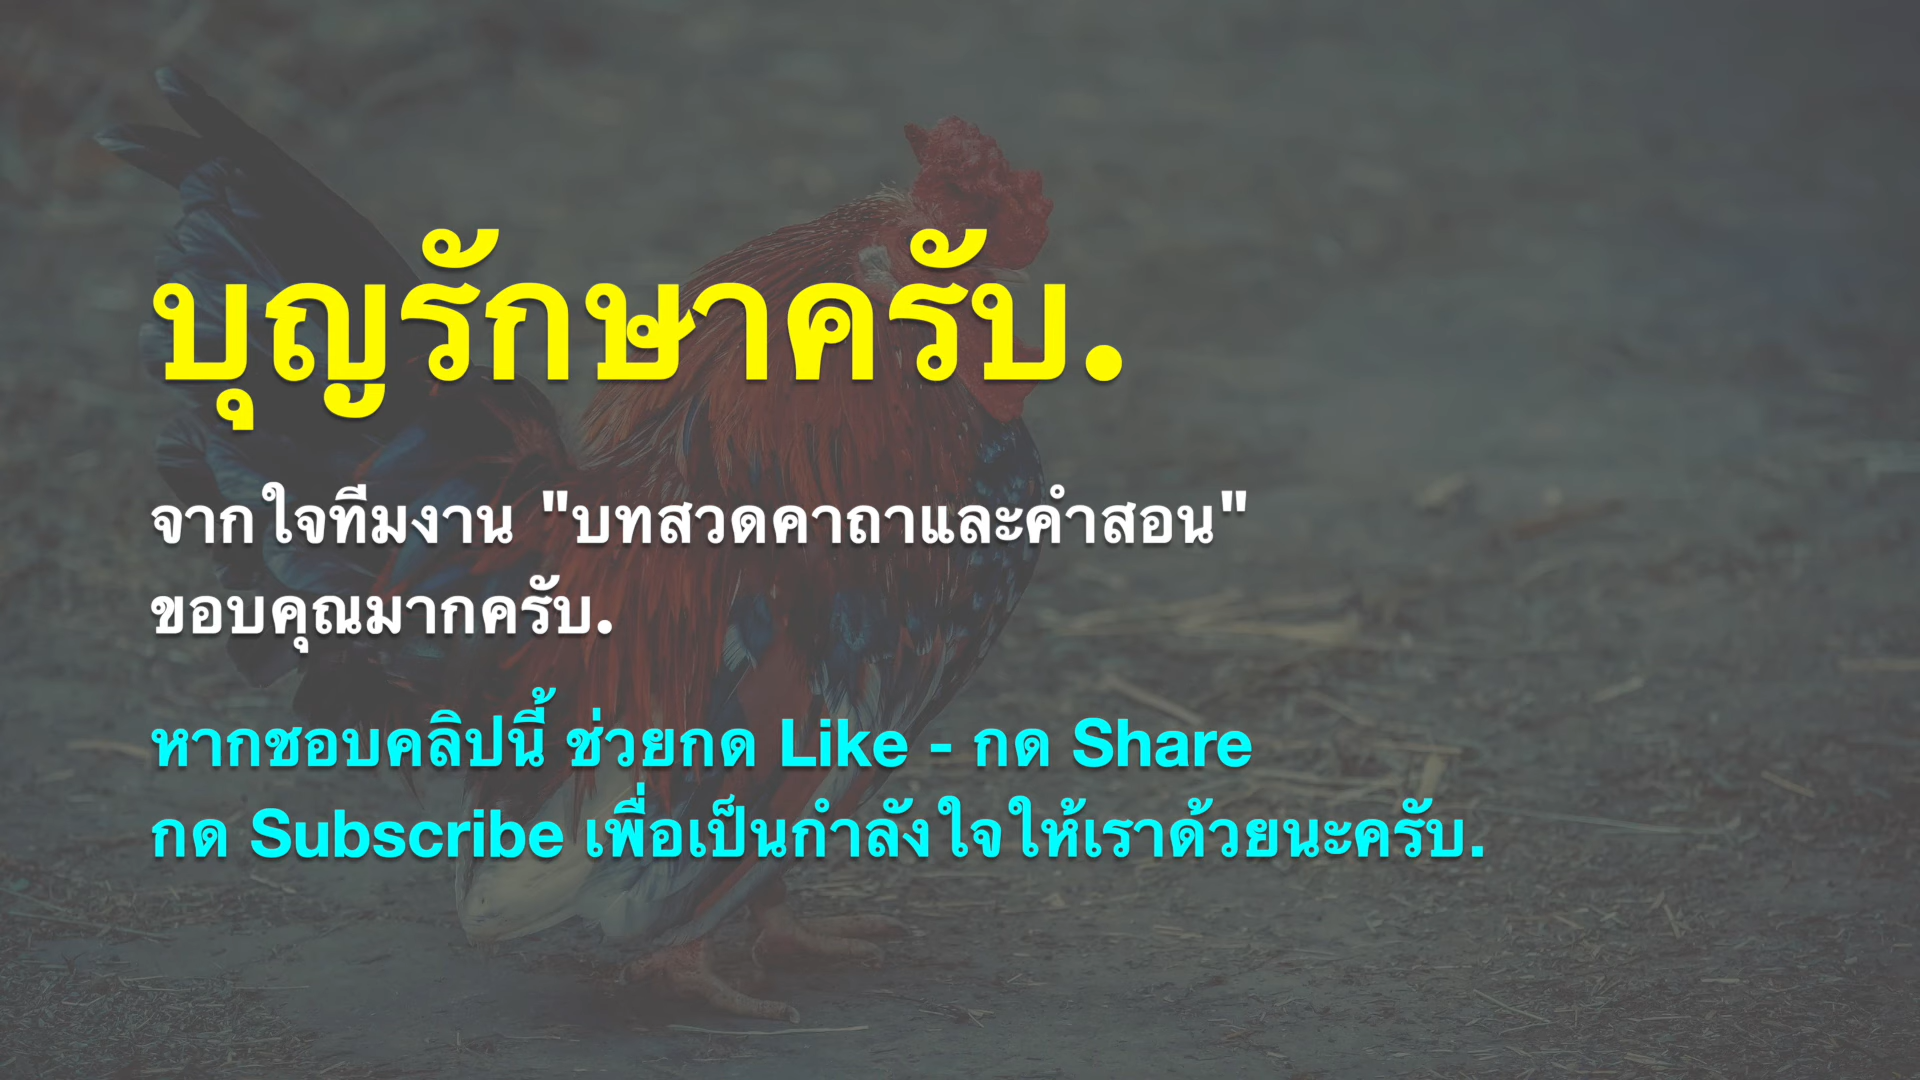 บุญรักษาครับ.
จากใจทีมงาน "บทสวดคาถาและคำสอน"
ขอบคุณมากครับ.
หากชอบคลิปนี้ ช่วยกด Like - กด Share
กด Subscribe เพื่อเป็นกำลังใจให้เราด้วยนะครับ.